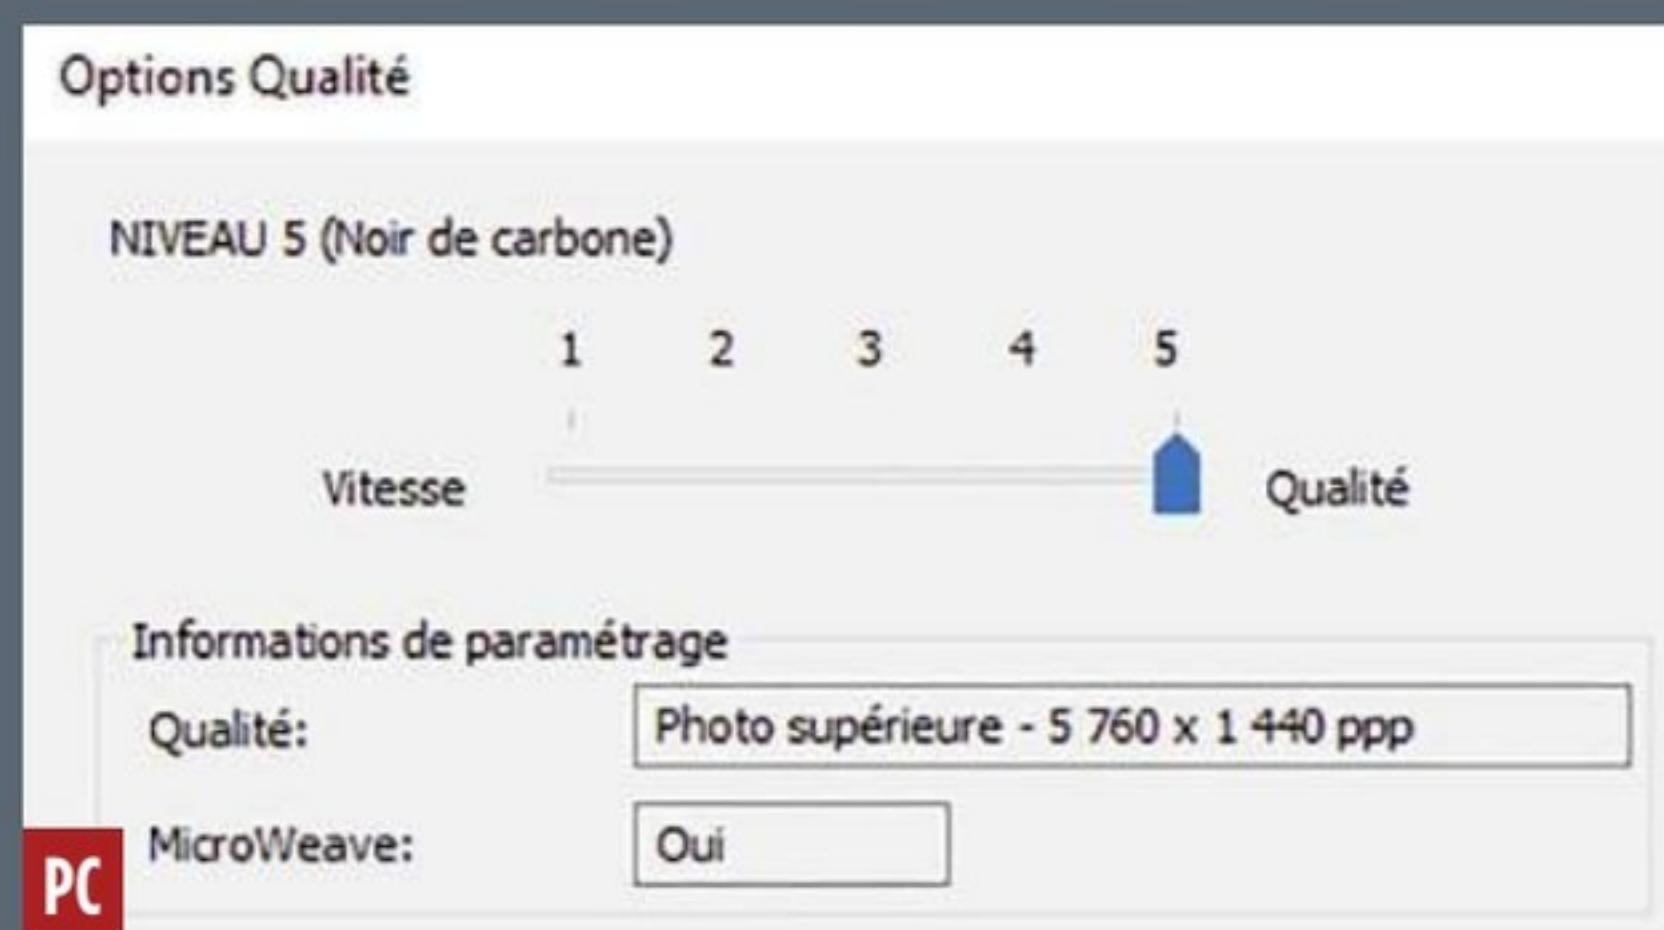 Options Qualité
NIVEAU 5 (Noir de carbone)
1 2 3 4 5
Vitesse Qualité
Informations de paramétrage
Qualité: Photo supérieure - 5 760 x 1 440 ppp
MicroWeave: Oui
PC